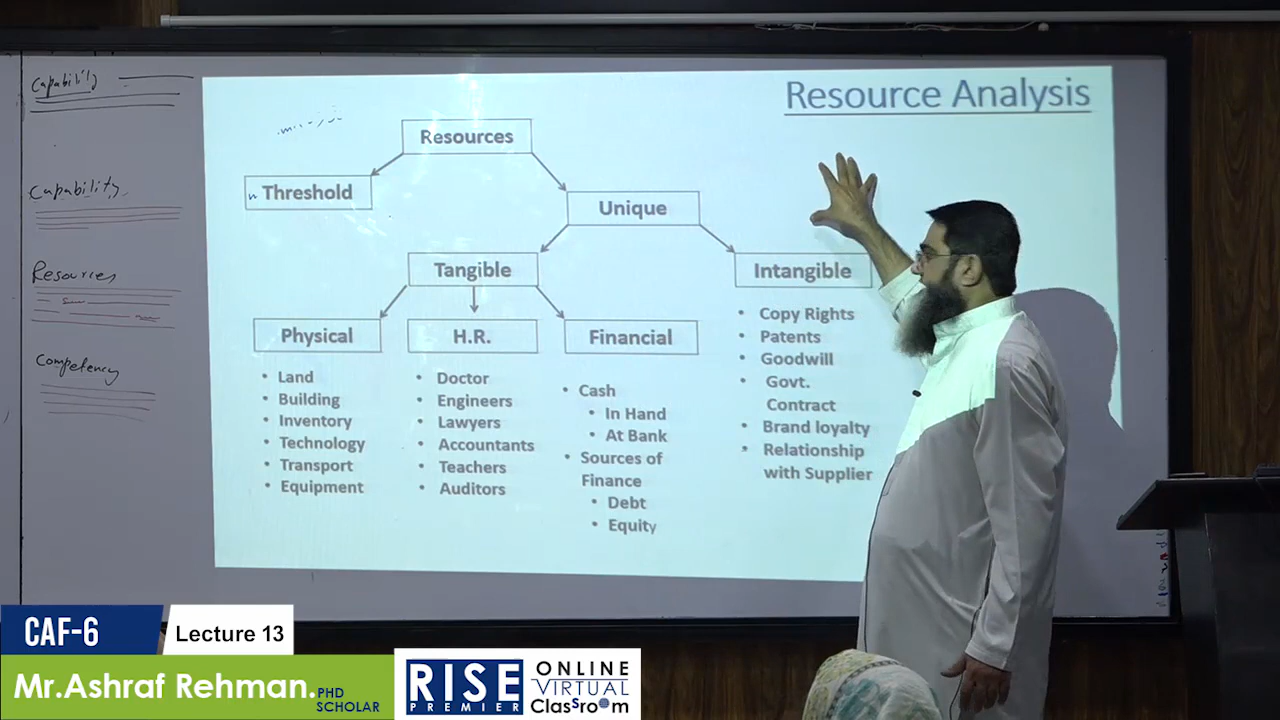 Capability
Capability
Resources
Competency
Resource Analysis
Resources
Threshold
Unique
Tangible
Intangible
Physical
H.R.
Financial
• Land
• Building
• Inventory
• Technology
• Transport
• Equipment
• Doctor
• Engineers
• Lawyers
• Accountants
• Teachers
• Auditors
• Cash
• In Hand
• At Bank
• Sources of
Finance
• Debt
• Equity
• Copy Rights
• Patents
• Goodwill
• Govt.
Contract
• Brand loyalty
• Relationship
with Supplier
CAF-6
Lecture 13
Mr.Ashraf Rehman. PHD
SCHOLAR
RISE
PREMIER
ONLINE
VIRTUAL
ClasSro@m